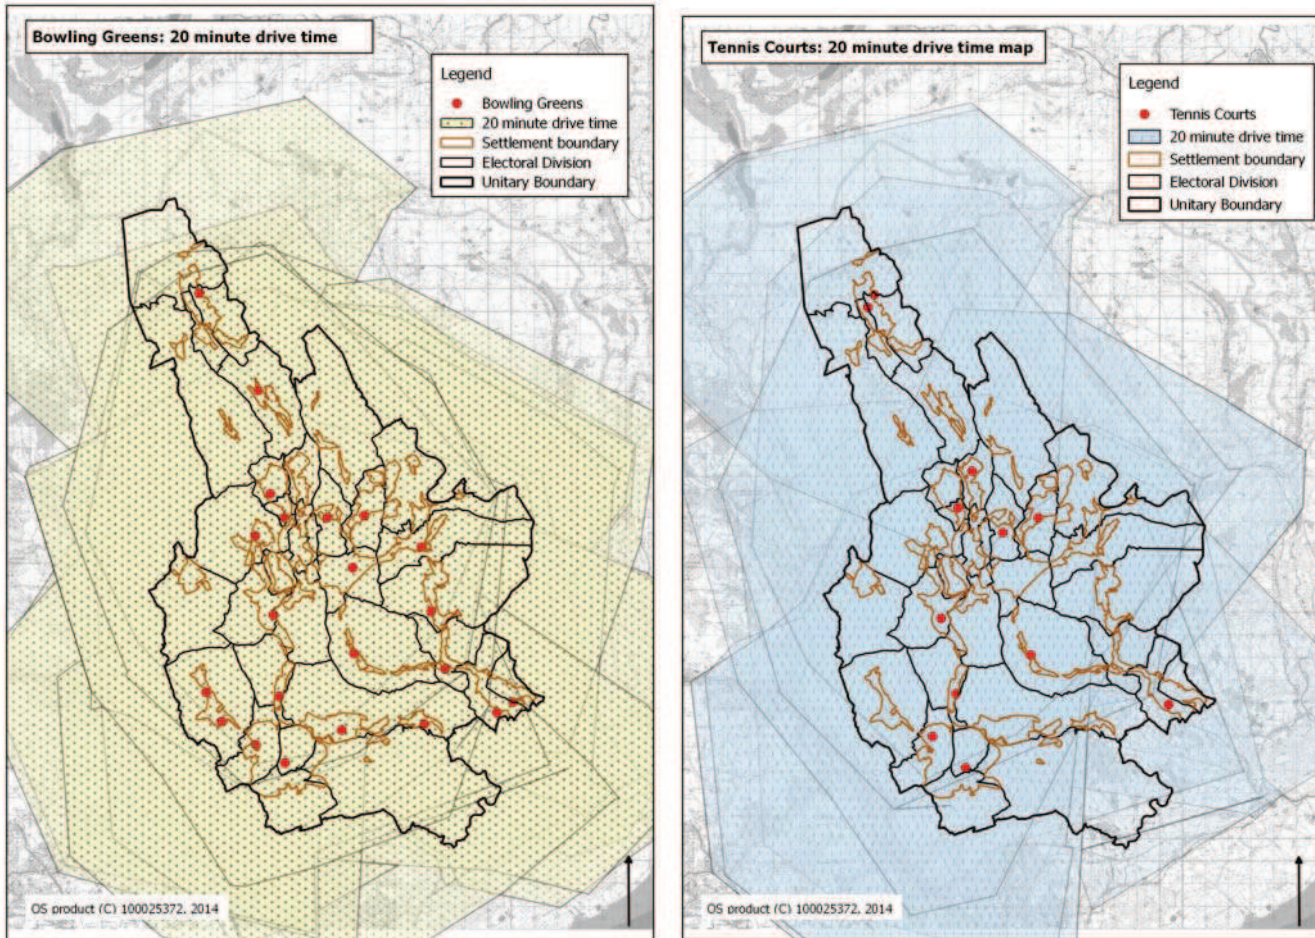 Bowling Greens: 20 minute drive time
Legend
Bowling Greens
20 minute drive time
Settlement boundary
Electoral Division
Unitary Boundary
OS product (C) 100025372, 2014
Tennis Courts: 20 minute drive time map
Legend
Tennis Courts
20 minute drive time
Settlement boundary
Electoral Division
Unitary Boundary
OS product (C) 100025372, 2014